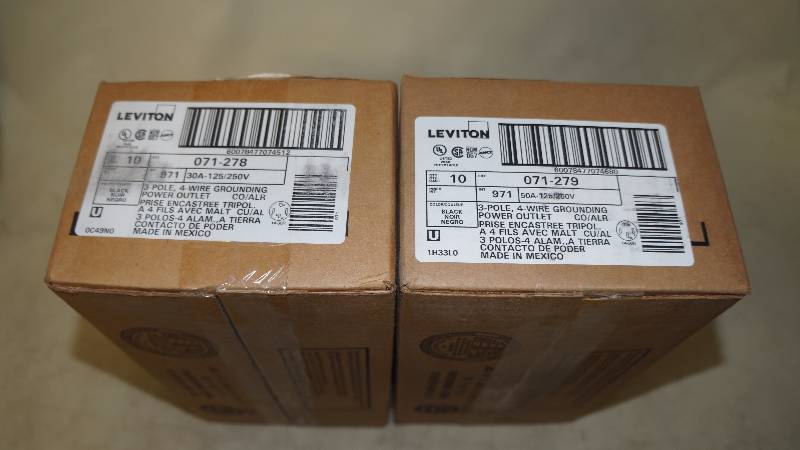 LEVITON
60078477074512
10
071-278
971 30A-125/250V
BLACK
NOIR
NEGRO
3-POLE, 4-WIRE GROUNDING
POWER OUTLET CO/ALR
PRISE ENCASTREE TRIPOL.
A 4 FILS AVEC MALT CU/AL
3 POLOS-4 ALAM..A TIERRA
CONTACTO DE PODER
MADE IN MEXICO
U
0C49N0
LEVITON
60078477074680
10
071-279
971 50A-125/250V
BLACK
NOIR
NEGRO
3-POLE, 4-WIRE GROUNDING
POWER OUTLET CO/ALR
PRISE ENCASTREE TRIPOL.
A 4 FILS AVEC MALT CU/AL
3 POLOS-4 ALAM..A TIERRA
CONTACTO DE PODER
MADE IN MEXICO
U
1H33L0